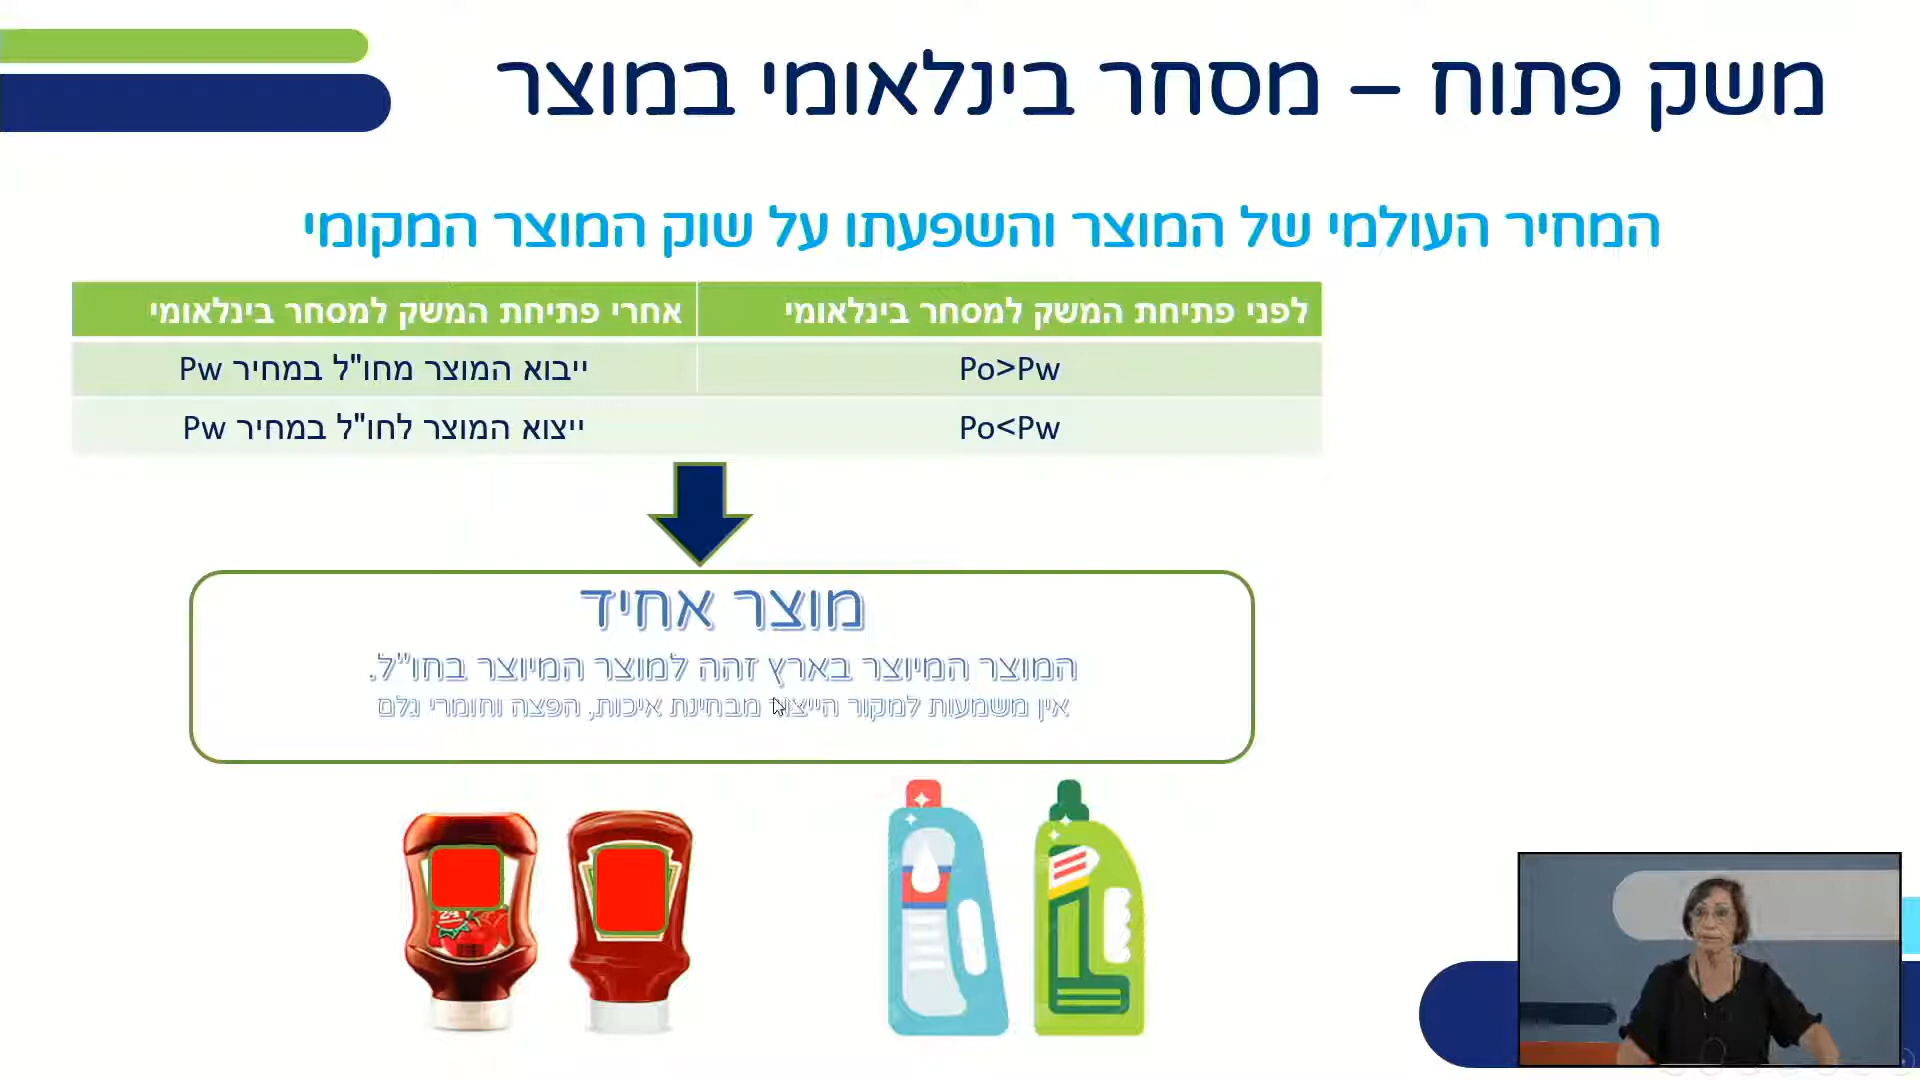 משק פתוח – מסחר בינלאומי במוצר
המחיר העולמי של המוצר והשפעתו על שוק המוצר המקומי
לפני פתיחת המשק למסחר בינלאומי אחרי פתיחת המשק למסחר בינלאומי
Po>Pw ייבוא המוצר מחו"ל במחיר Pw
Po<Pw ייצוא המוצר לחו"ל במחיר Pw
מוצר אחיד
המוצר המיוצר בארץ זהה למוצר המיוצר בחו"ל.
אין משמעות למקור הייצור מבחינת איכות, הפצה וחומרי גלם
24